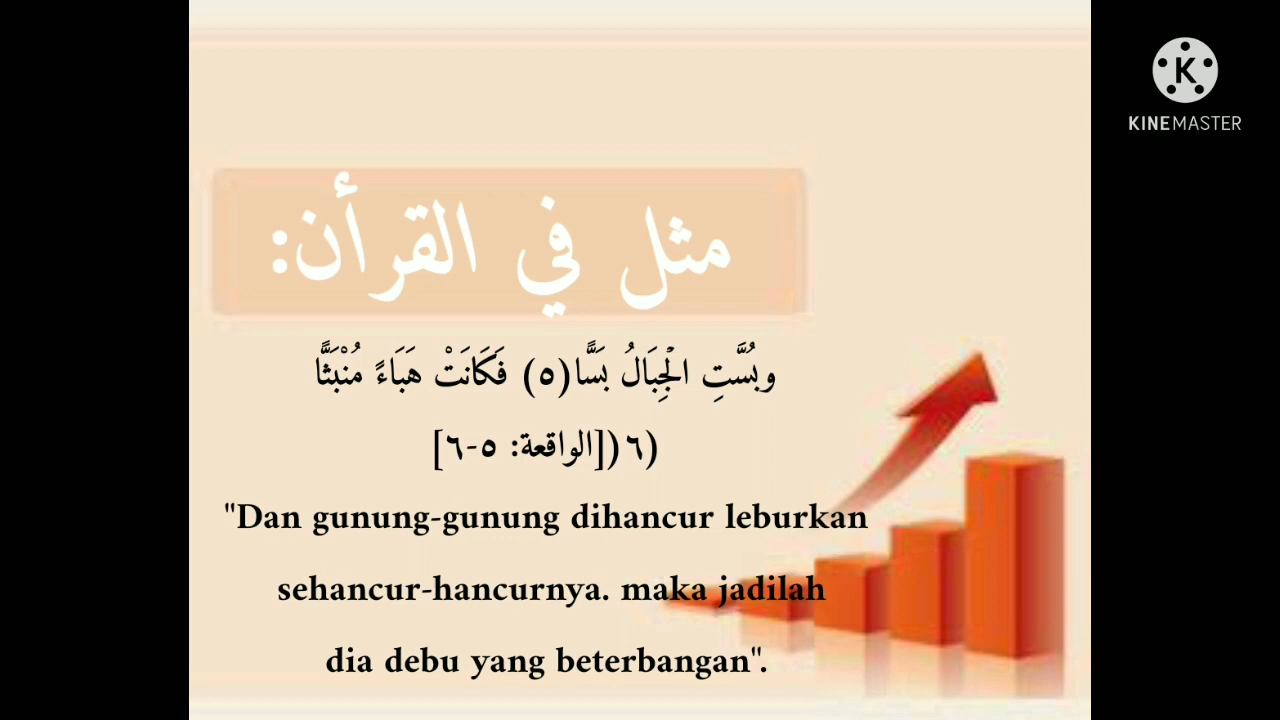 مثل في القرأن:
وبُسَّتِ الْجِبَالُ بَسًّا(٥) فَكَانَتْ هَبَاءً مُنْبَثًّا
(٦)([الواقعة: ٥-٦]
"Dan gunung-gunung dihancur leburkan
sehancur-hancurnya. maka jadilah
dia debu yang beterbangan".
KINEMASTER